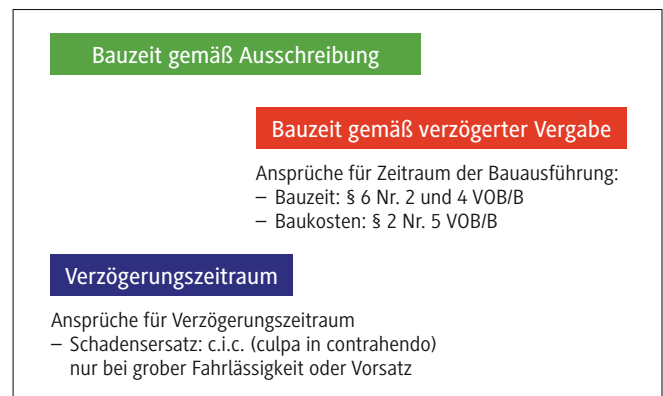 Bauzeit gemäß Ausschreibung
Bauzeit gemäß verzögerter Vergabe
Ansprüche für Zeitraum der Bauausführung:
– Bauzeit: § 6 Nr. 2 und 4 VOB/B
– Baukosten: § 2 Nr. 5 VOB/B
Verzögerungszeitraum
Ansprüche für Verzögerungszeitraum
– Schadensersatz: c.i.c. (culpa in contrahendo)
nur bei grober Fahrlässigkeit oder Vorsatz